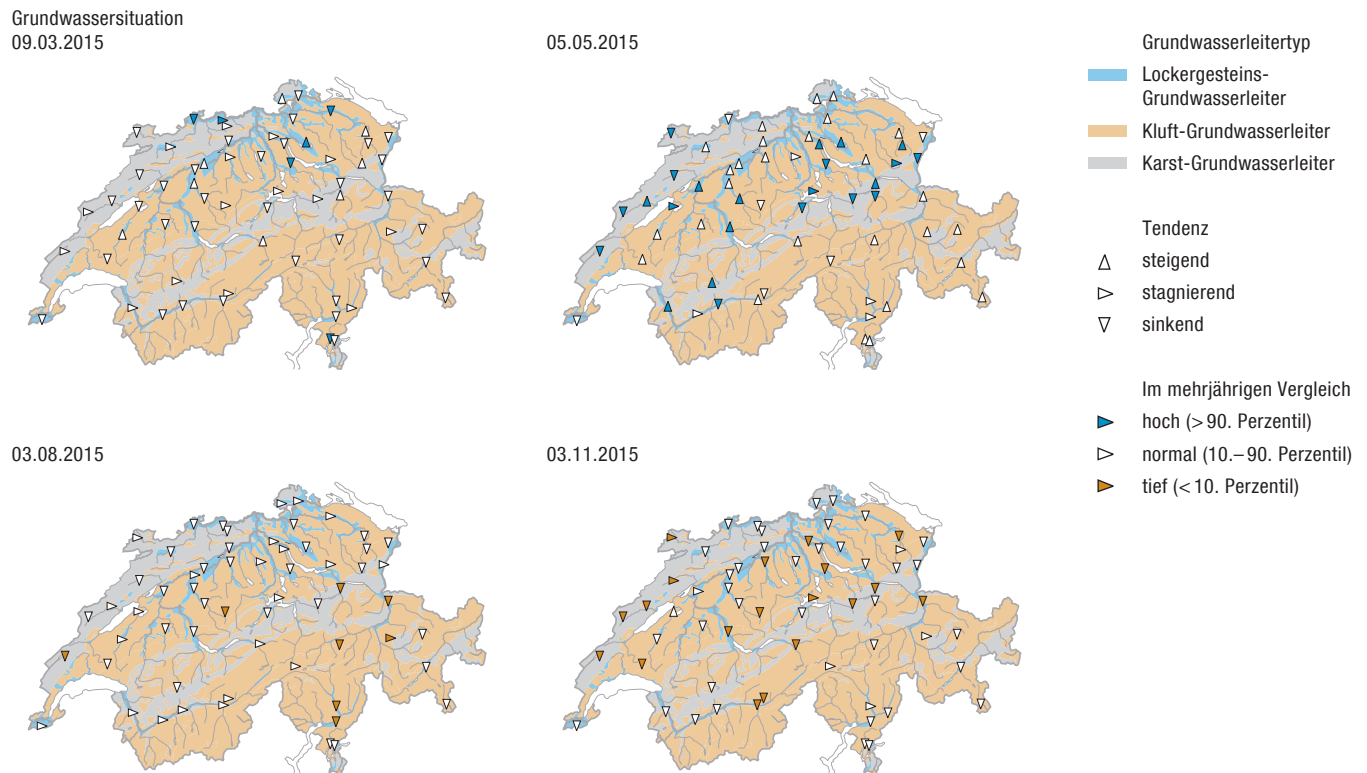 Grundwassersituation
09.03.2015
05.05.2015
03.08.2015
03.11.2015
Grundwasserleitertyp
Lockergesteins-
Grundwasserleiter
Kluft-Grundwasserleiter
Karst-Grundwasserleiter
Tendenz
steigend
stagnierend
sinkend
Im mehrjährigen Vergleich
hoch (> 90. Perzentil)
normal (10.– 90. Perzentil)
tief (< 10. Perzentil)